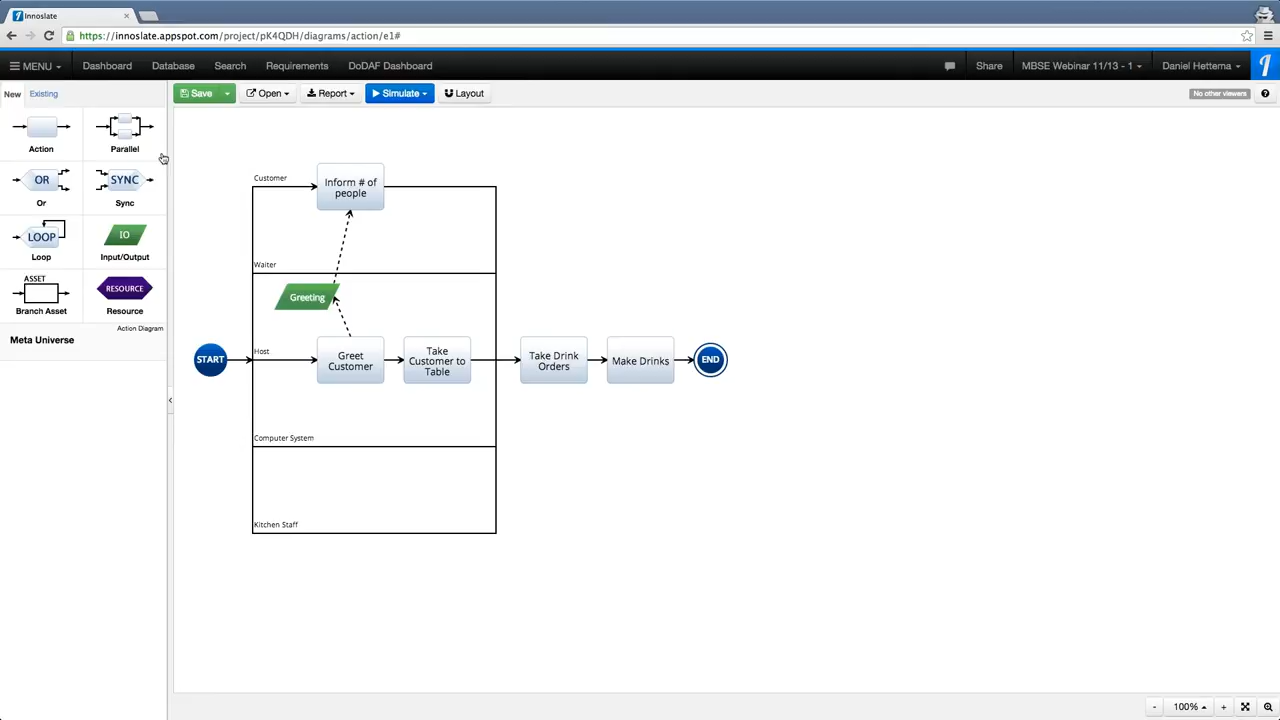 Innoslate
https://innoslate.appspot.com/project/pK4QDH/diagrams/action/e1#
MENU Dashboard Database Search Requirements DoDAF Dashboard Share MBSE Webinar 11/13 - 1 Daniel Hettema
New Existing Save Open Report Simulate Layout No other viewers ?
Action Parallel
OR SYNC
Or Sync
LOOP IO
Loop Input/Output
ASSET RESOURCE
Branch Asset Resource
Action Diagram
Meta Universe
Customer
Inform # of
people
Waiter
Greeting
Host
START
Greet
Customer
Take
Customer to
Table
Take Drink
Orders
Make Drinks
END
Computer System
Kitchen Staff
- 100% +